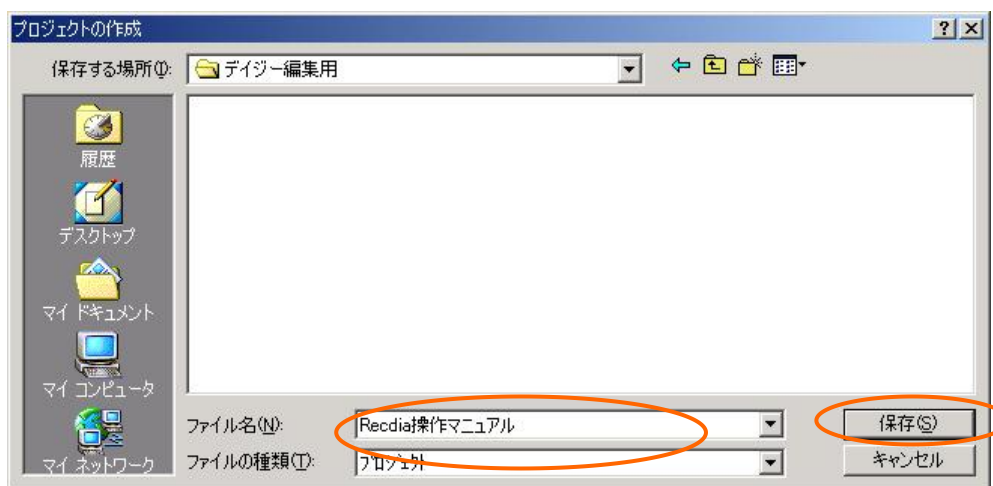 プロジェクトの作成
保存する場所(I):
デイジー編集用
履歴
デスクトップ
マイ ドキュメント
マイ コンピュータ
マイ ネットワーク
ファイル名(N):
Recdia操作マニュアル
保存(S)
ファイルの種類(T):
プロジェクト
キャンセル